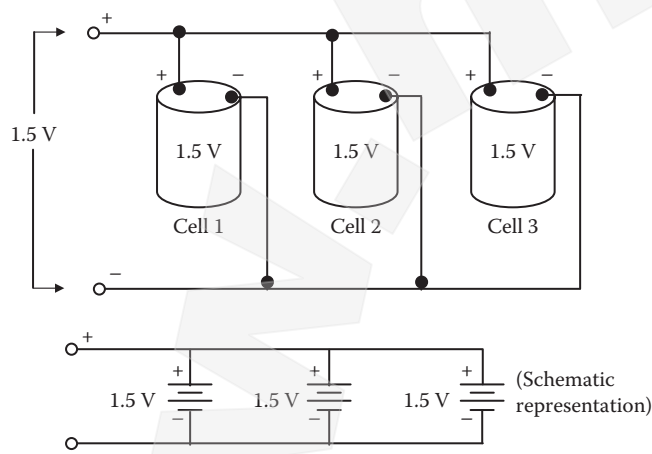 +
+ − + − + −
1.5 V
1.5 V 1.5 V 1.5 V
Cell 1 Cell 2 Cell 3
−
+
+ + +
1.5 V 1.5 V 1.5 V
− − −
(Schematic
representation)